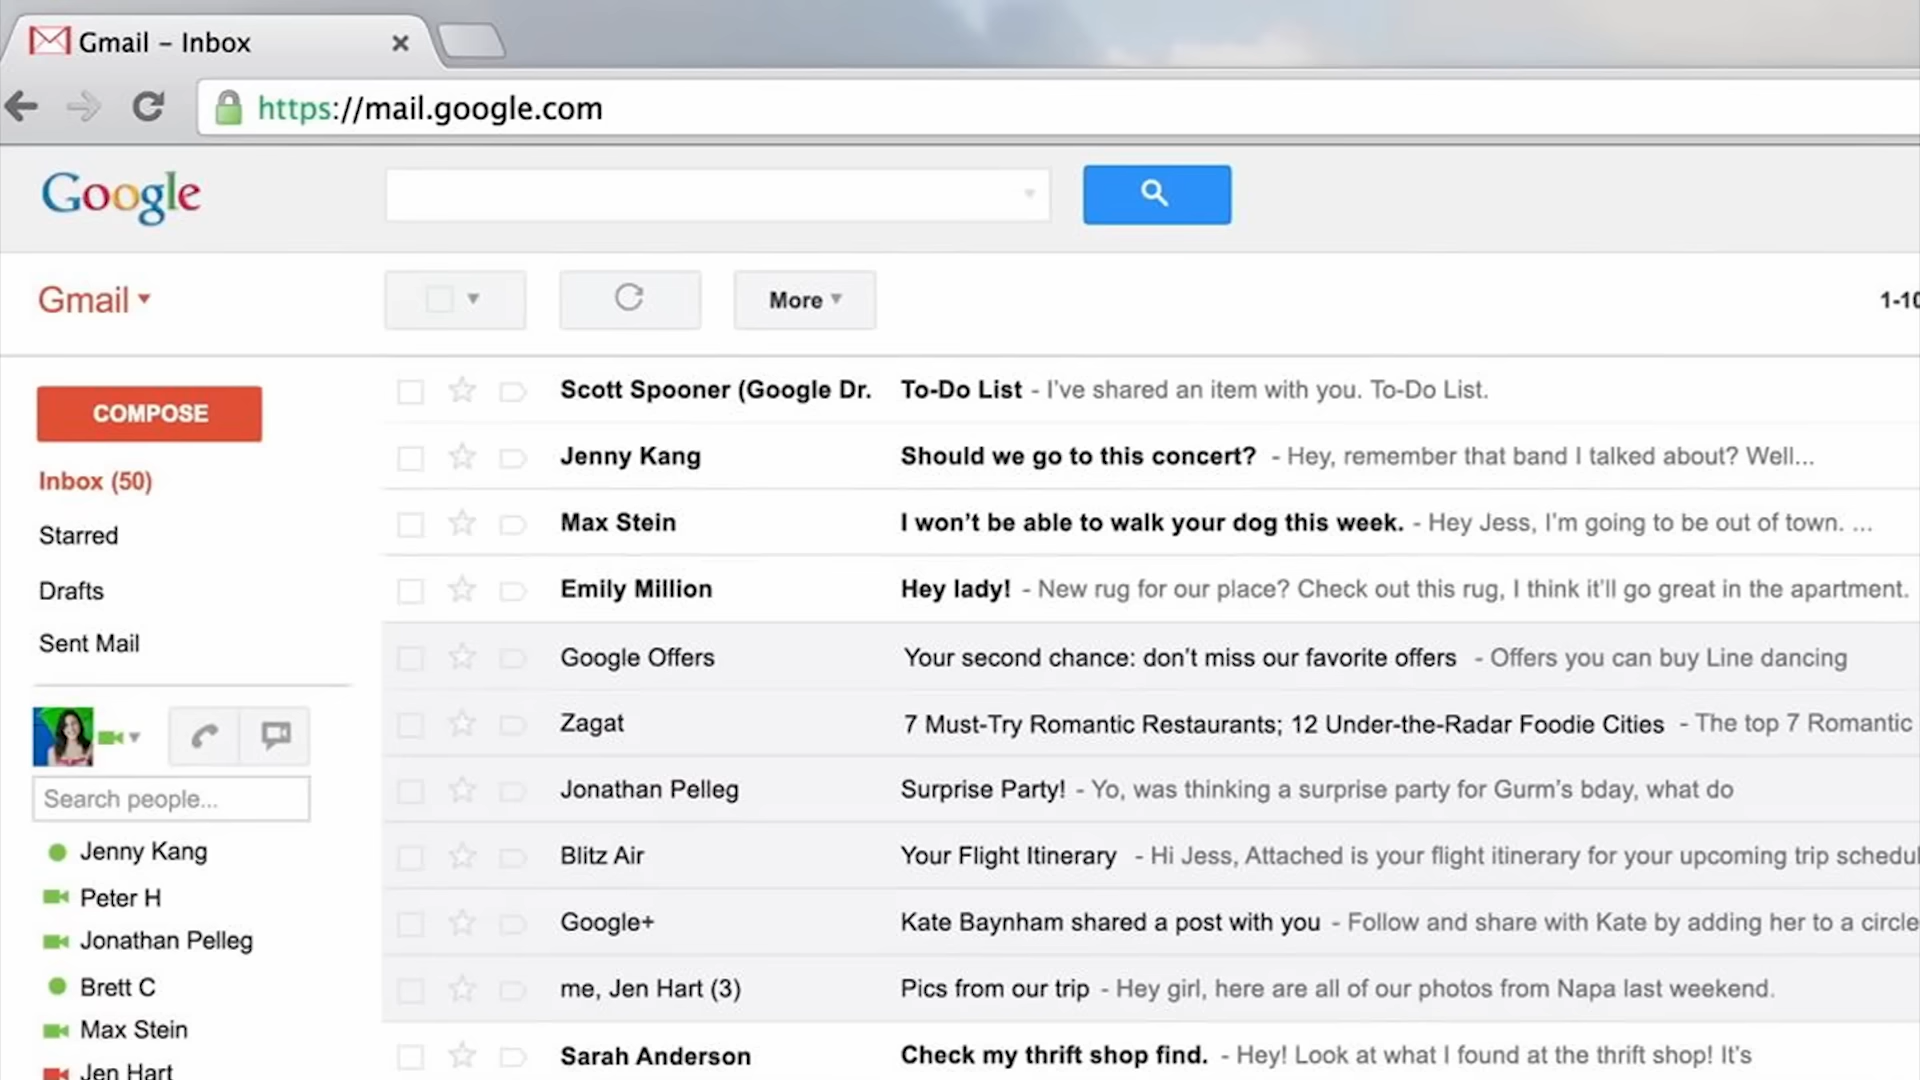 Gmail – Inbox
https://mail.google.com
Google
Gmail
More
1-10
COMPOSE
Inbox (50)
Starred
Drafts
Sent Mail
Search people...
Jenny Kang
Peter H
Jonathan Pelleg
Brett C
Max Stein
Jen Hart
Scott Spooner (Google Dr. To-Do List - I've shared an item with you. To-Do List.
Jenny Kang Should we go to this concert? - Hey, remember that band I talked about? Well...
Max Stein I won't be able to walk your dog this week. - Hey Jess, I'm going to be out of town. ...
Emily Million Hey lady! - New rug for our place? Check out this rug, I think it'll go great in the apartment.
Google Offers Your second chance: don't miss our favorite offers - Offers you can buy Line dancing
Zagat 7 Must-Try Romantic Restaurants; 12 Under-the-Radar Foodie Cities - The top 7 Romantic
Jonathan Pelleg Surprise Party! - Yo, was thinking a surprise party for Gurm's bday, what do
Blitz Air Your Flight Itinerary - Hi Jess, Attached is your flight itinerary for your upcoming trip schedul
Google+ Kate Baynham shared a post with you - Follow and share with Kate by adding her to a circle
me, Jen Hart (3) Pics from our trip - Hey girl, here are all of our photos from Napa last weekend.
Sarah Anderson Check my thrift shop find. - Hey! Look at what I found at the thrift shop! It's